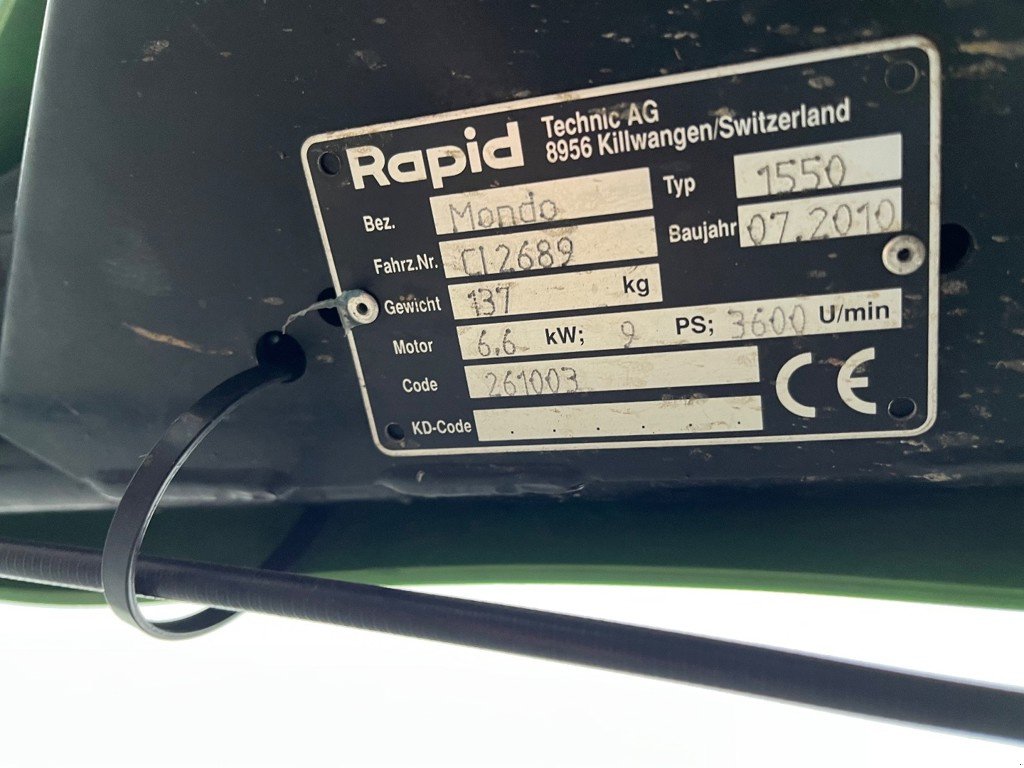 Rapid Technic AG
8956 Killwangen/Switzerland
Bez. Mondo Typ 1550
Fahrz.Nr. CI2689 Baujahr 07.2010
Gewicht 137 kg
Motor 6,6 kW; 9 PS; 3600 U/min
Code 261003
KD-Code . . . . . .
CE